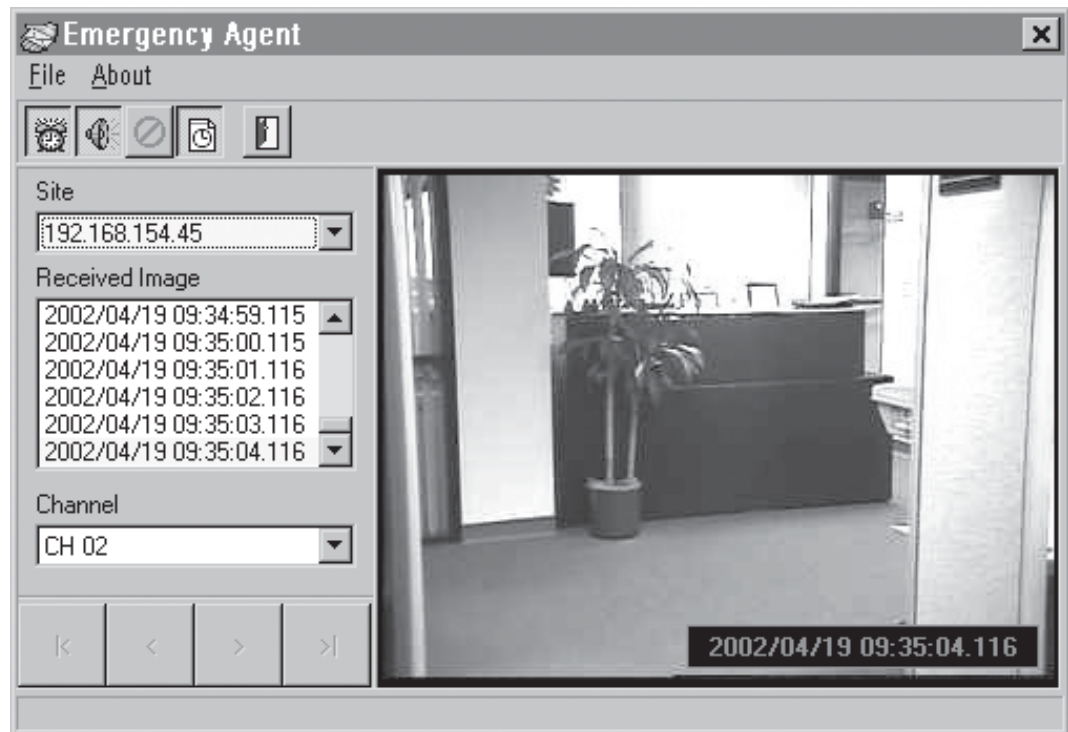 Emergency Agent
File About
Site
192.168.154.45
Received Image
2002/04/19 09:34:59.115
2002/04/19 09:35:00.115
2002/04/19 09:35:01.116
2002/04/19 09:35:02.116
2002/04/19 09:35:03.116
2002/04/19 09:35:04.116
Channel
CH 02
|< < > >|
2002/04/19 09:35:04.116